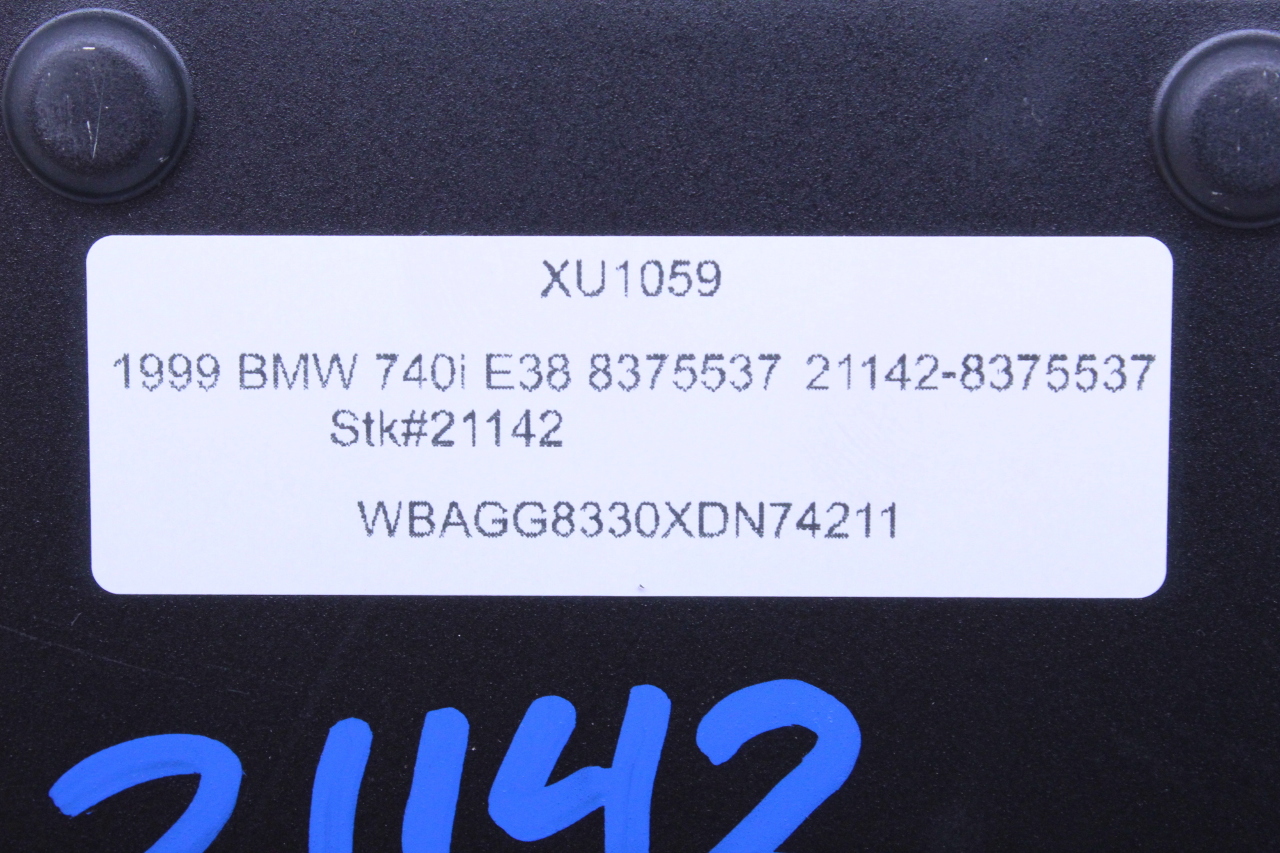 XU1059
1999 BMW 740i E38 8375537 21142-8375537
Stk#21142
WBAGG8330XDN74211
21142